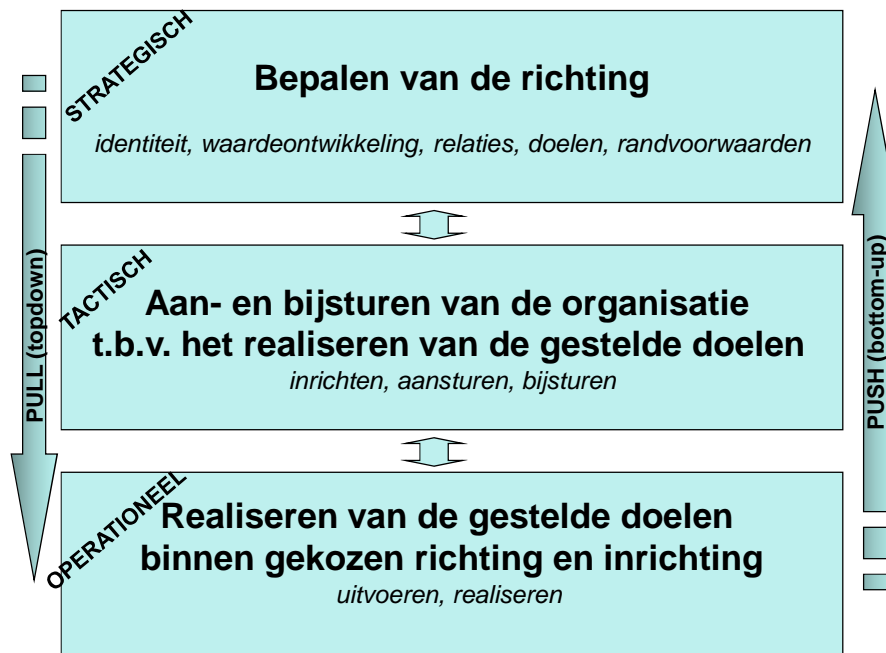 STRATEGISCH
Bepalen van de richting
identiteit, waardeontwikkeling, relaties, doelen, randvoorwaarden
PULL (topdown)
TACTISCH
Aan- en bijsturen van de organisatie
t.b.v. het realiseren van de gestelde doelen
inrichten, aansturen, bijsturen
PUSH (bottom-up)
OPERATIONEEL
Realiseren van de gestelde doelen
binnen gekozen richting en inrichting
uitvoeren, realiseren